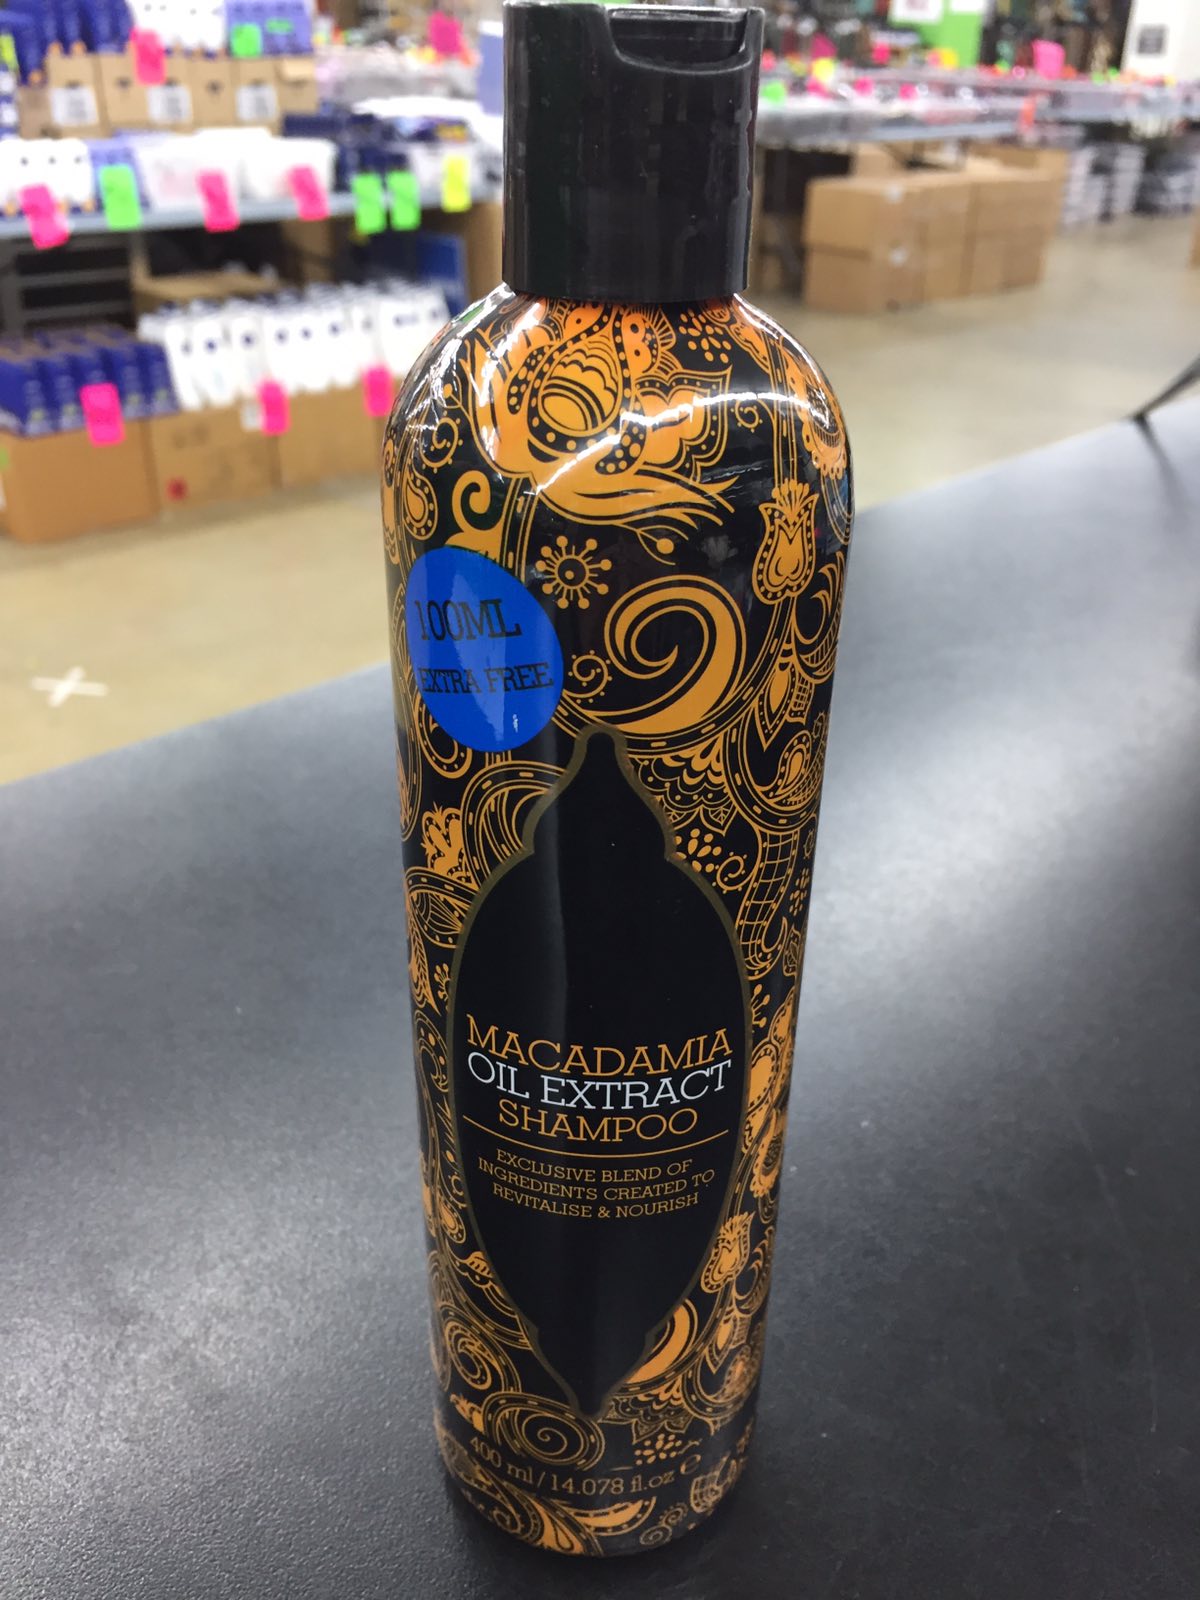 100ML
EXTRA FREE
MACADAMIA
OIL EXTRACT
SHAMPOO
EXCLUSIVE BLEND OF
INGREDIENTS CREATED TO
REVITALISE & NOURISH
400 ml / 14.078 fl.oz ℮